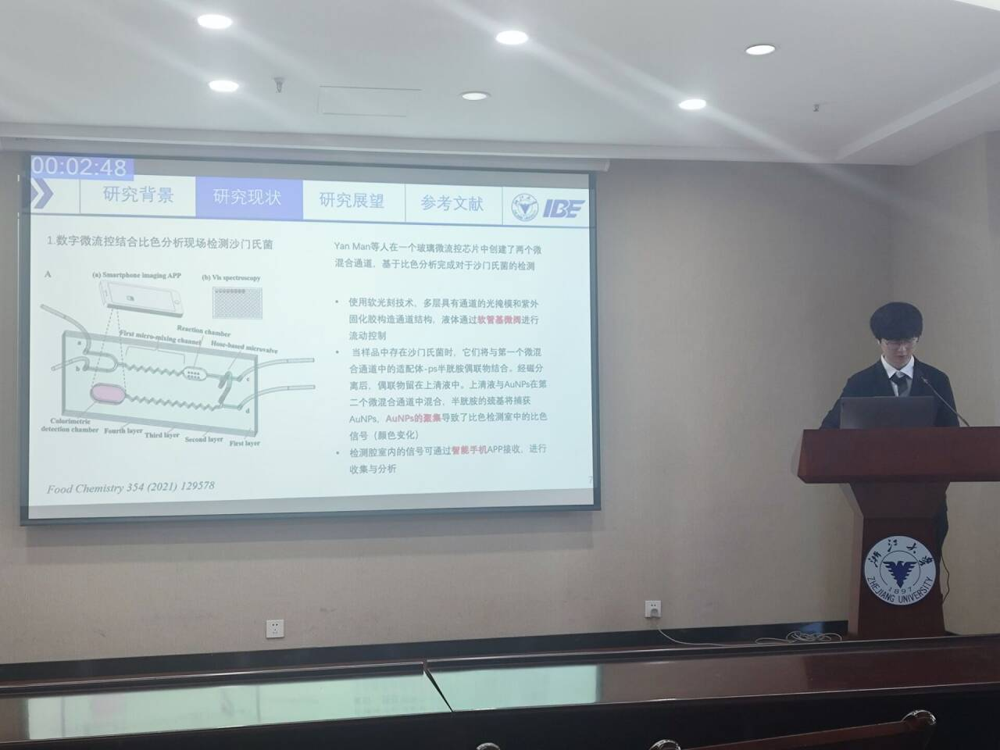 00:02:48
研究背景
研究现状
研究展望
参考文献
IBE
1.数字微流控结合比色分析现场检测沙门氏菌
A
(a) Smartphone imaging APP
(b) Vis spectroscopy
Reaction chamber
First micro-mixing channel
Hose-based microvalve
a
b
c
d
Colorimetric
detection chamber
Fourth layer
Third layer
Second layer
First layer
Food Chemistry 354 (2021) 129578
Yan Man等人在一个玻璃微流控芯片中创建了两个微
混合通道，基于比色分析完成对于沙门氏菌的检测
• 使用软光刻技术，多层具有通道的光掩模和紫外
固化胶构造通道结构，液体通过软管基微阀进行
流动控制
• 当样品中存在沙门氏菌时，它们将与第一个微混
合通道中的适配体-ps半胱胺偶联物结合。经磁分
离后，偶联物留在上清液中。上清液与AuNPs在第
二个微混合通道中混合，半胱胺的巯基将捕获
AuNPs，AuNPs的聚集导致了比色检测室中的比色
信号（颜色变化）
• 检测腔室内的信号可通过智能手机APP接收，进行
收集与分析
7
浙江大学
1897
ZHEJIANG UNIVERSITY